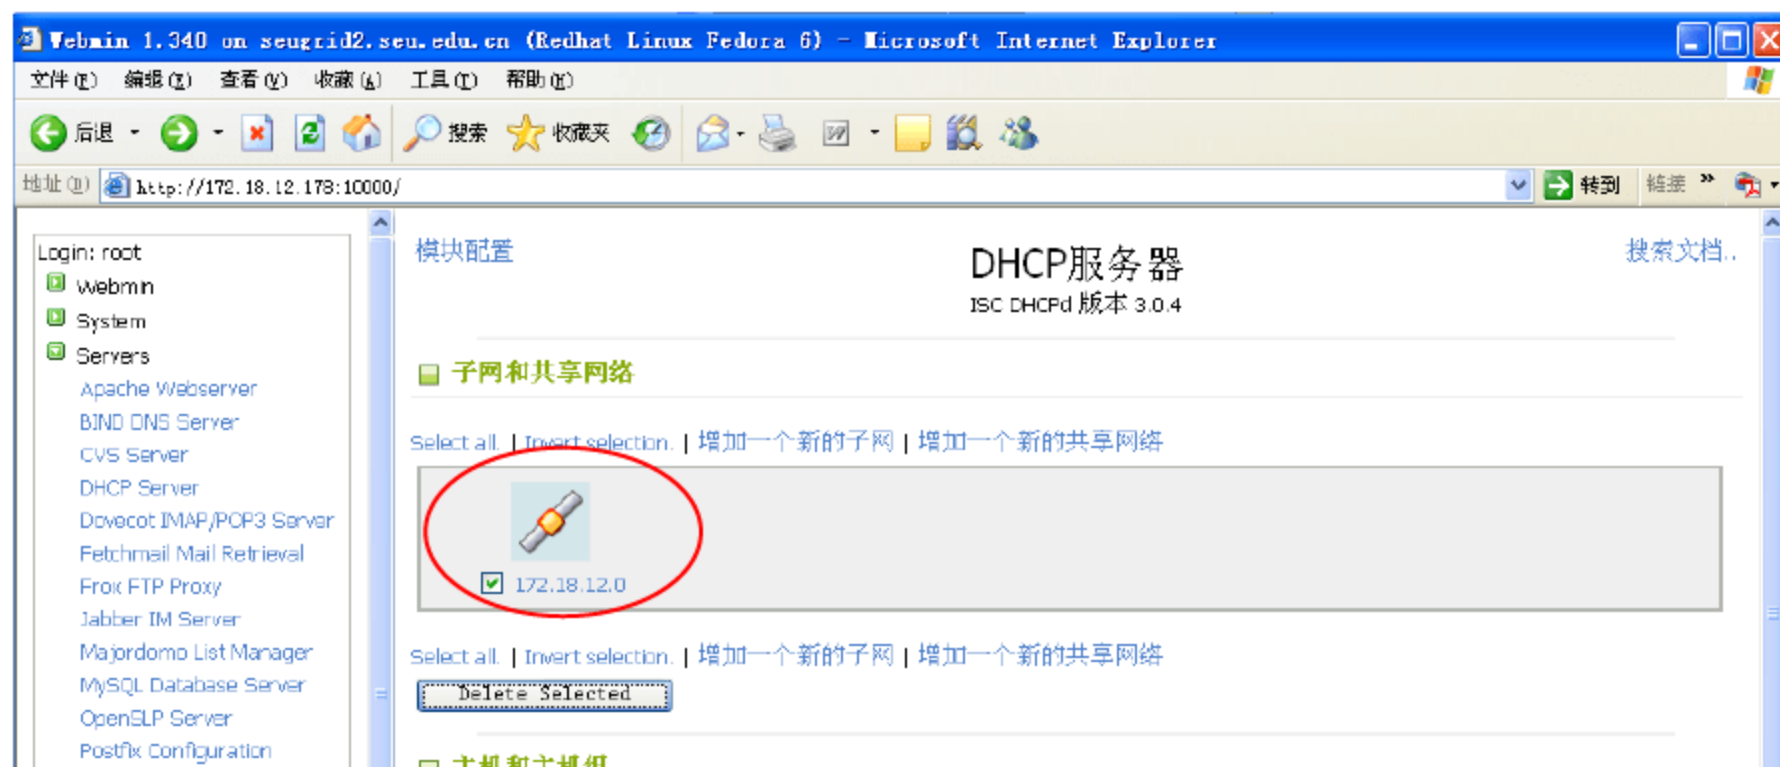 Webmin 1.340 on seugrid2.seu.edu.cn (Redhat Linux Fedora 6) - Microsoft Internet Explorer
文件(F) 编辑(E) 查看(V) 收藏(A) 工具(T) 帮助(H)
后退 搜索 收藏夹
地址(D) http://172.18.12.178:10000/ 转到 链接 »
Login: root
Webmin
System
Servers
Apache Webserver
BIND DNS Server
CVS Server
DHCP Server
Dovecot IMAP/POP3 Server
Fetchmail Mail Retrieval
Frox FTP Proxy
Jabber IM Server
Majordomo List Manager
MySQL Database Server
OpenSLP Server
Postfix Configuration
模块配置
DHCP服务器
ISC DHCPd 版本 3.0.4
搜索文档..
子网和共享网络
Select all. | Invert selection. | 增加一个新的子网 | 增加一个新的共享网络
172.18.12.0
Select all. | Invert selection. | 增加一个新的子网 | 增加一个新的共享网络
Delete Selected
主机和主机组